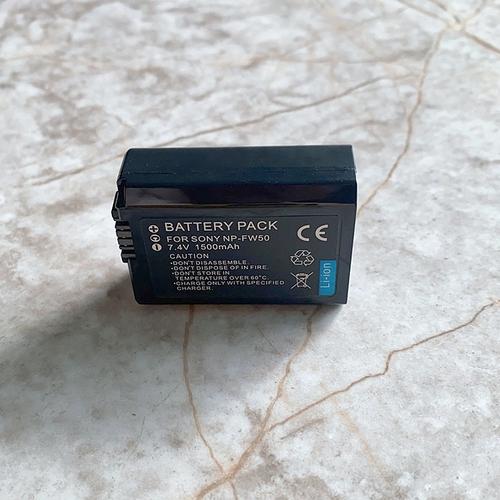 BATTERY PACK
FOR SONY NP-FW50
7.4V 1500mAh
CE
CAUTION
•DON'T DISASSEMBLE.
•DON'T DISPOSE OF IN FIRE.
•DON'T STORE IN
TEMPERATURE OVER 60°C.
•CHARGE ONLY WITH SPECIFIED
CHARGER.
Li-ion